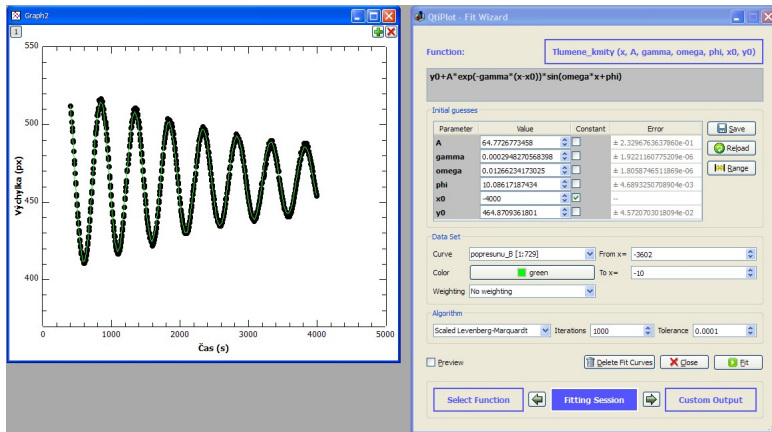 Graph2
1
550
500
450
400
Výchylka (px)
0 1000 2000 3000 4000 5000
Čas (s)
QtiPlot - Fit Wizard
Function: Tlumene_kmity (x, A, gamma, omega, phi, x0, y0)
y0+A*exp(-gamma*(x-x0))*sin(omega*x+phi)
Initial guesses
Parameter Value Constant Error
A 64.7726773458 ± 2.3296763637860e-01
gamma 0.0002948270568398 ± 1.9221160775209e-06
omega 0.01266234173025 ± 1.8058746511869e-06
phi 10.08617187434 ± 4.6893250708904e-03
x0 -4000 --
y0 464.8709361801 ± 4.5720703018094e-02
Save
Reload
Range
Data Set
Curve popresunu_B [1:729] From x= -3602
Color green To x= -10
Weighting No weighting
Algorithm
Scaled Levenberg-Marquardt Iterations 1000 Tolerance 0.0001
Preview Delete Fit Curves Close Fit
Select Function Fitting Session Custom Output